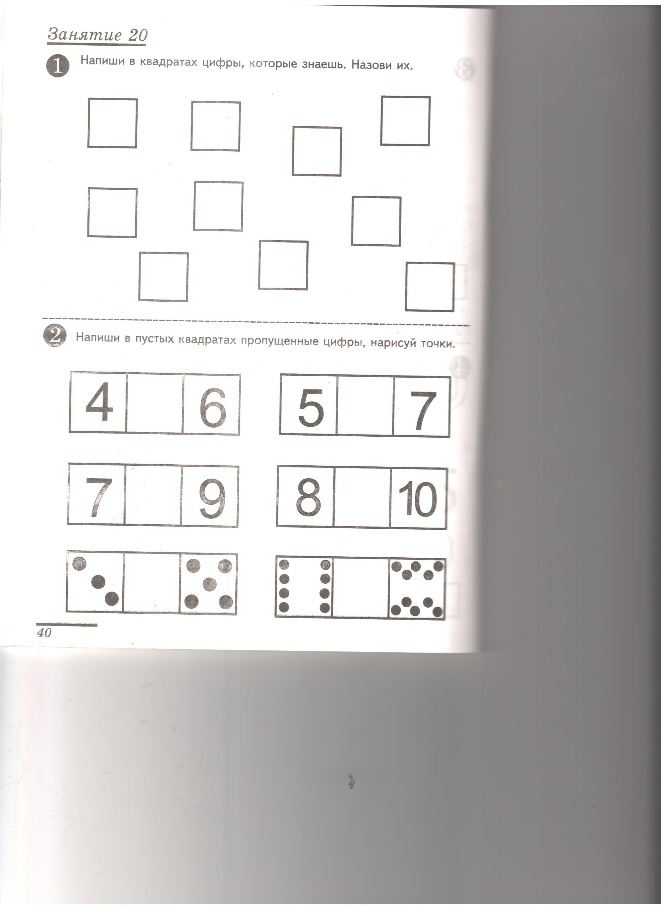 Занятие 20
1 Напиши в квадратах цифры, которые знаешь. Назови их.
2 Напиши в пустых квадратах пропущенные цифры, нарисуй точки.
4 6 5 7
7 9 8 10
40